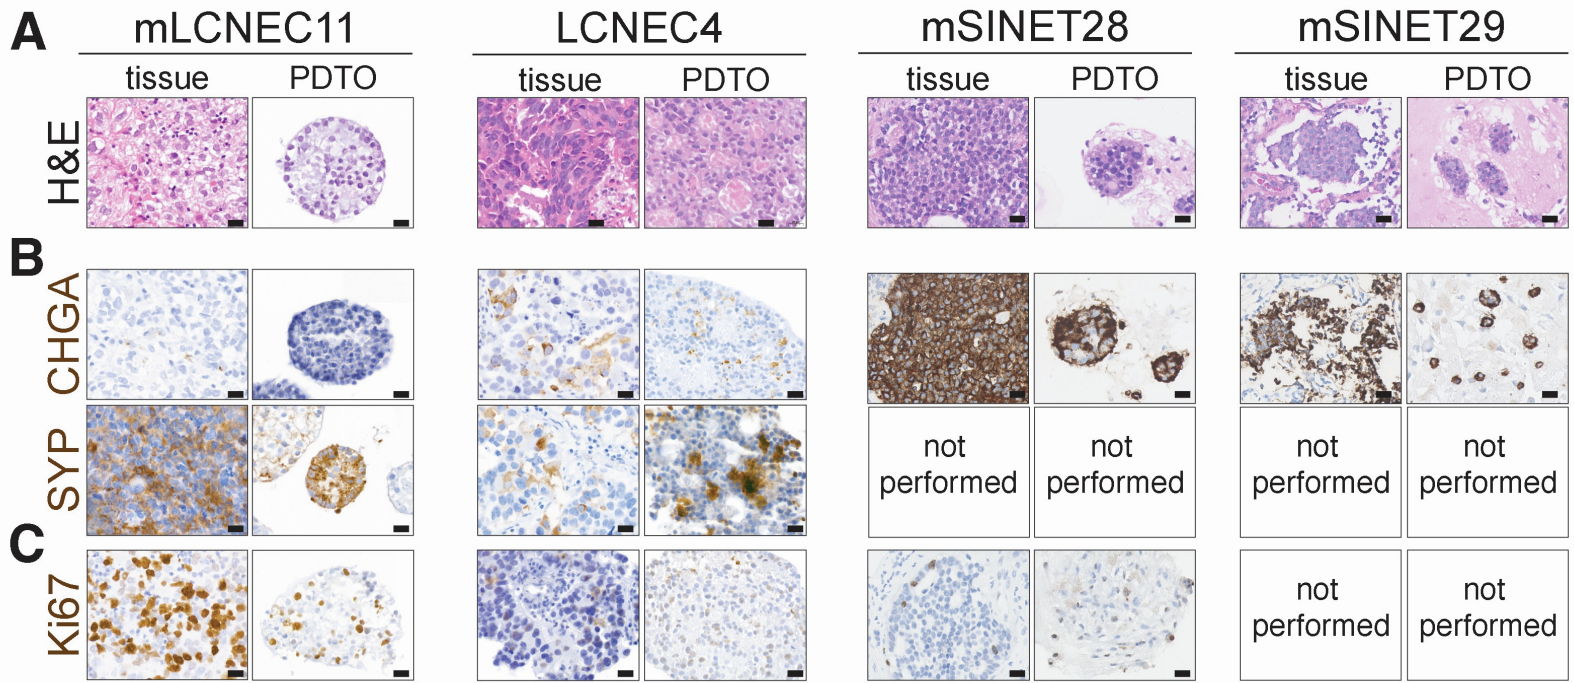 A
mLCNEC11 LCNEC4 mSINET28 mSINET29
tissue PDTO tissue PDTO tissue PDTO tissue PDTO
H&E
B
CHGA
SYP
not performed not performed not performed not performed
C
Ki67
not performed not performed